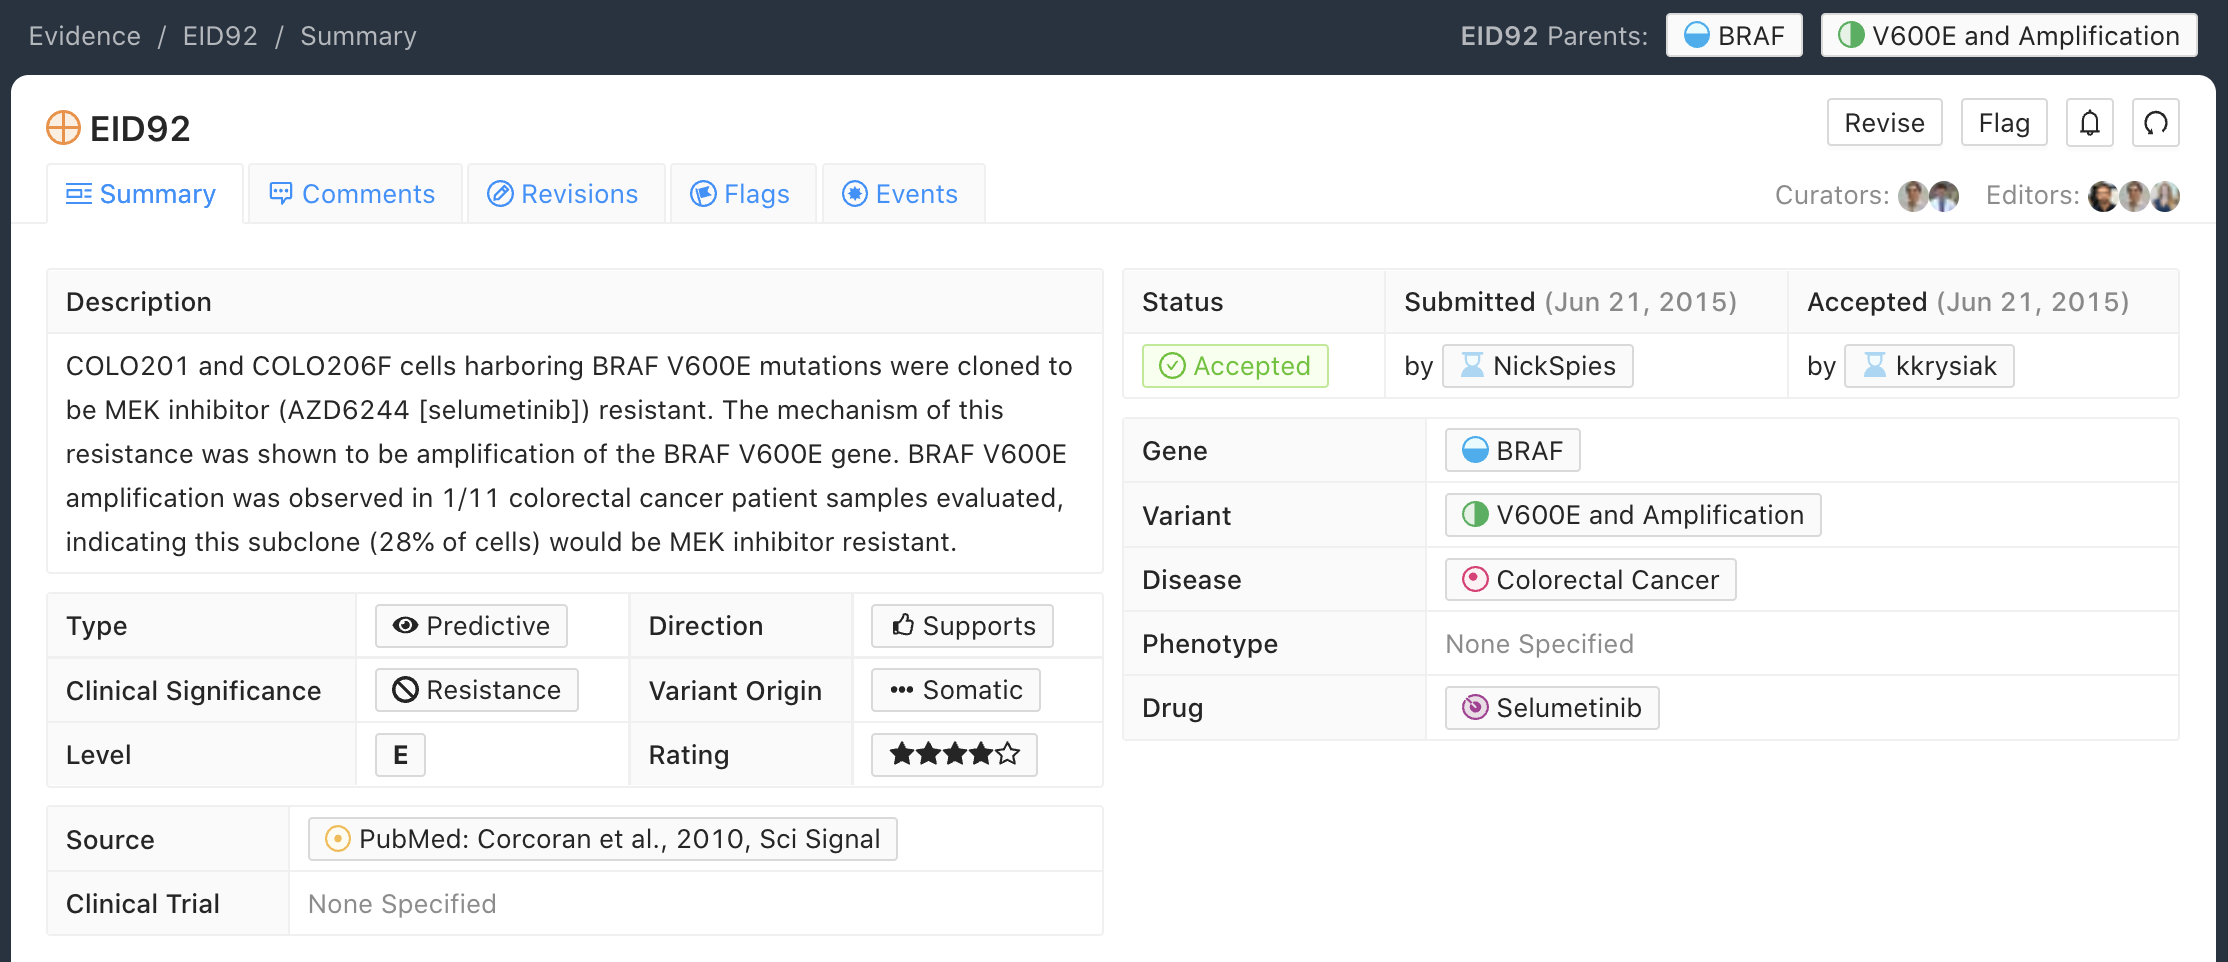 Evidence / EID92 / Summary
EID92 Parents: BRAF V600E and Amplification
EID92
Revise Flag
Summary Comments Revisions Flags Events
Curators: Editors:
Description
COLO201 and COLO206F cells harboring BRAF V600E mutations were cloned to
be MEK inhibitor (AZD6244 [selumetinib]) resistant. The mechanism of this
resistance was shown to be amplification of the BRAF V600E gene. BRAF V600E
amplification was observed in 1/11 colorectal cancer patient samples evaluated,
indicating this subclone (28% of cells) would be MEK inhibitor resistant.
Type Predictive Direction Supports
Clinical Significance Resistance Variant Origin Somatic
Level E Rating
Source PubMed: Corcoran et al., 2010, Sci Signal
Clinical Trial None Specified
Status Submitted (Jun 21, 2015) Accepted (Jun 21, 2015)
Accepted by NickSpies by kkrysiak
Gene BRAF
Variant V600E and Amplification
Disease Colorectal Cancer
Phenotype None Specified
Drug Selumetinib